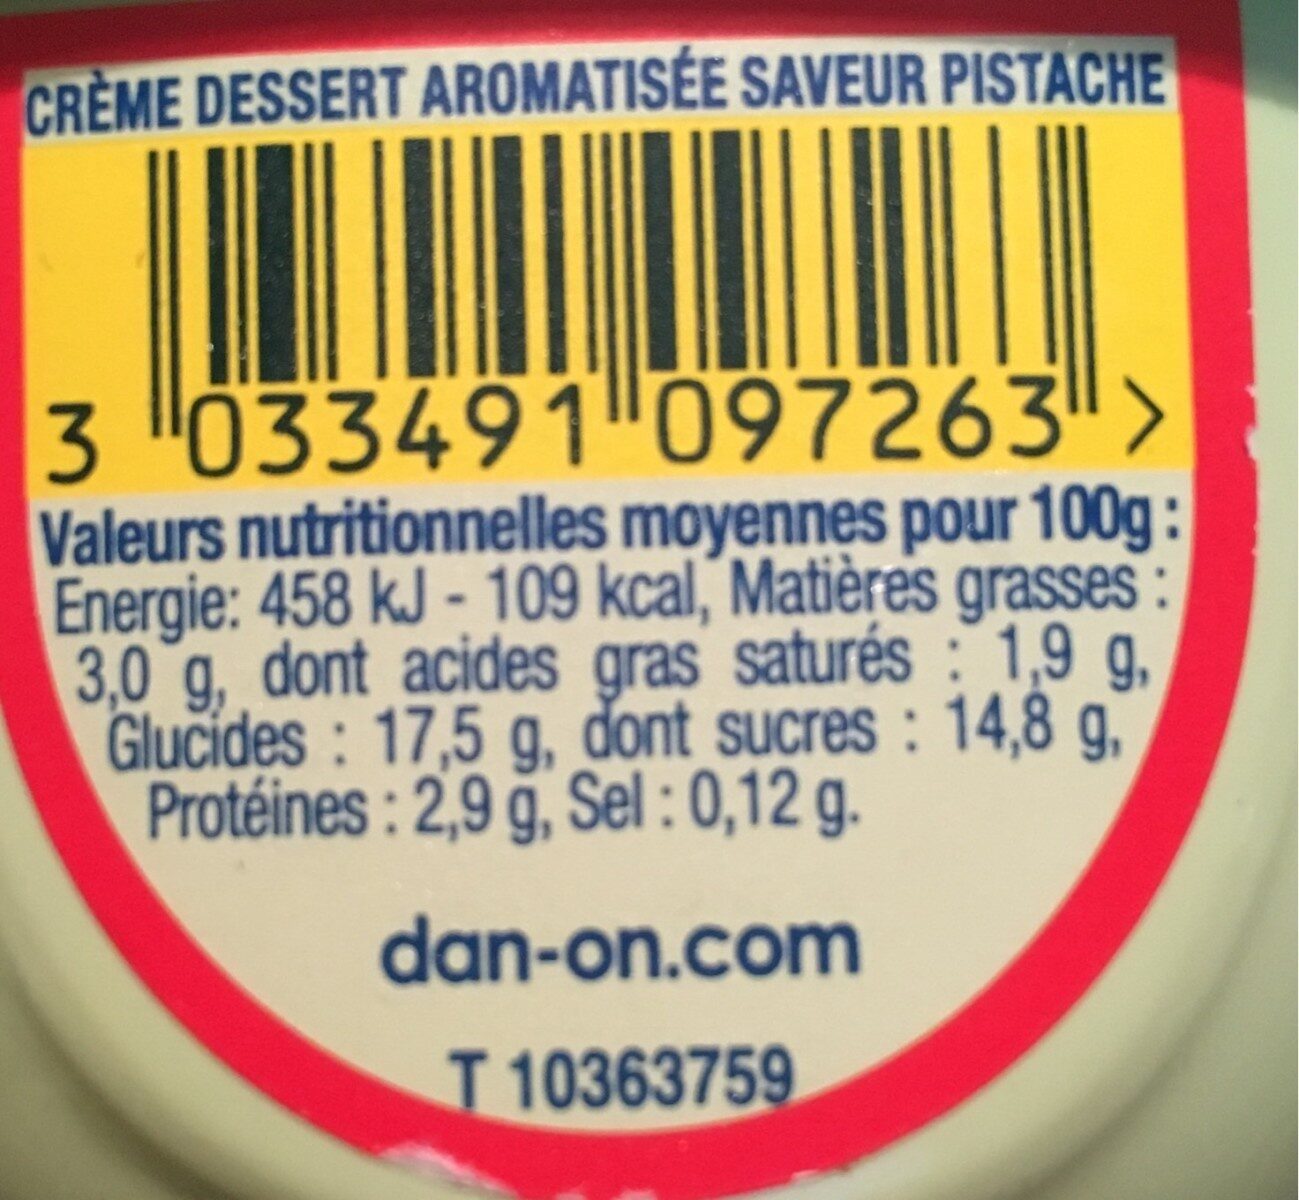 CRÈME DESSERT AROMATISÉE SAVEUR PISTACHE
3 033491 097263 >
Valeurs nutritionnelles moyennes pour 100g :
Energie: 458 kJ - 109 kcal, Matières grasses :
3,0 g, dont acides gras saturés : 1,9 g,
Glucides : 17,5 g, dont sucres : 14,8 g,
Protéines : 2,9 g, Sel : 0,12 g.
dan-on.com
T 10363759